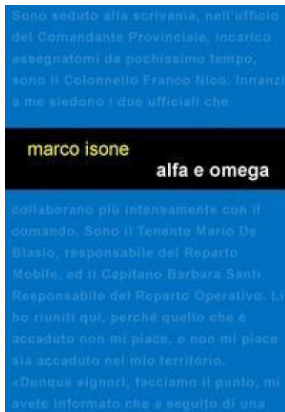 Sono seduto alla scrivania, nell'ufficio
del Comandante Provinciale, incarico
assegnatomi da pochissimo tempo,
sono il Colonnello Franco Nico. Innanzi
a me siedono i due ufficiali che
marco isone
alfa e omega
collaborano più intensamente con il
comando. Sono il Tenente Mario De
Blasio, responsabile del Reparto
Mobile, ed il Capitano Barbara Santi
Responsabile del Reparto Operativo. Li
ho riuniti qui, perché quello che è
accaduto non mi piace, e non mi piace
sia accaduto nel mio territorio.
«Dunque signori, facciamo il punto, mi
avete informato che a seguito di una